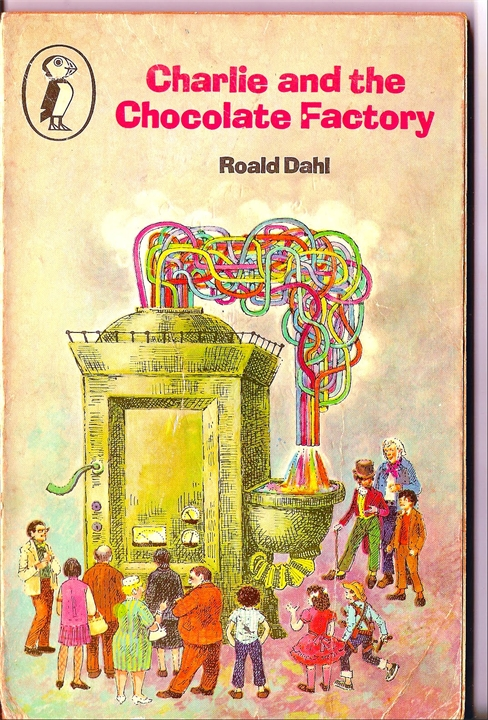 Charlie and the
Chocolate Factory
Roald Dahl